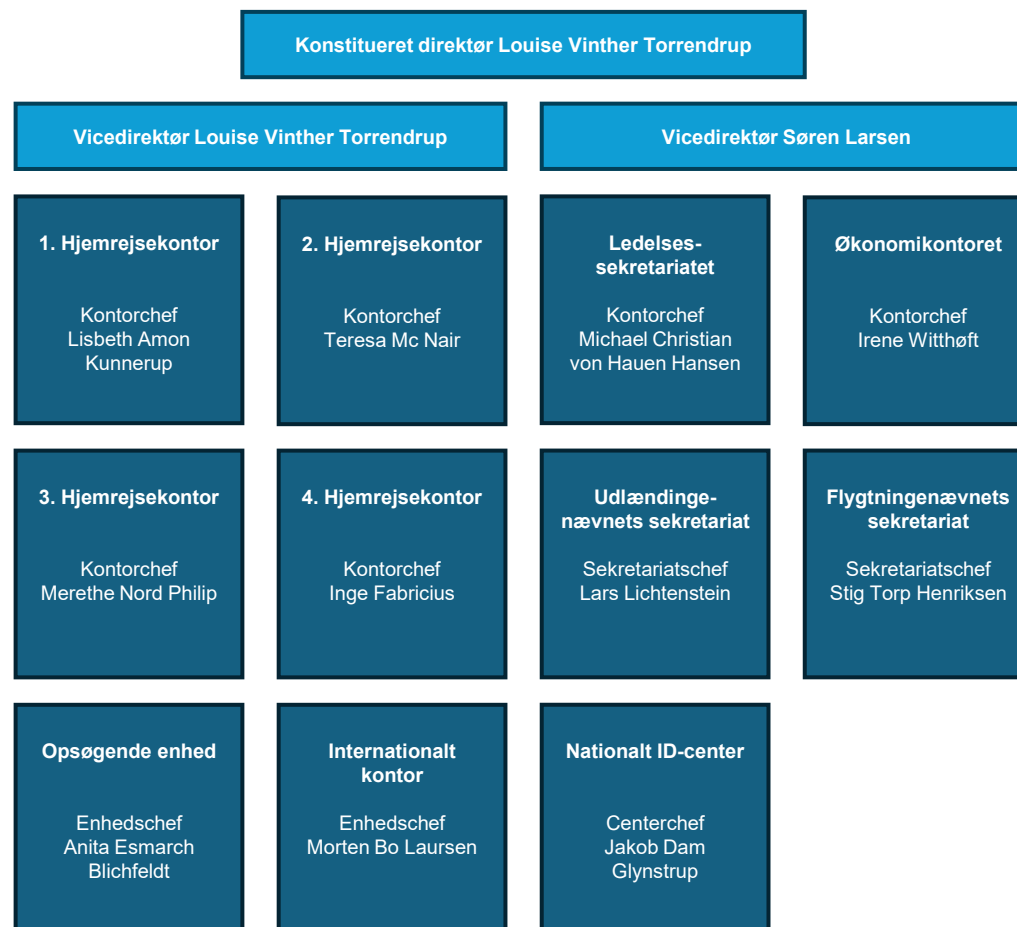 Konstitueret direktør Louise Vinther Torrendrup
Vicedirektør Louise Vinther Torrendrup
Vicedirektør Søren Larsen
1. Hjemrejsekontor
Kontorchef
Lisbeth Amon
Kunnerup
2. Hjemrejsekontor
Kontorchef
Teresa Mc Nair
Ledelses-
sekretariatet
Kontorchef
Michael Christian
von Hauen Hansen
Økonomikontoret
Kontorchef
Irene Witthøft
3. Hjemrejsekontor
Kontorchef
Merethe Nord Philip
4. Hjemrejsekontor
Kontorchef
Inge Fabricius
Udlændinge-
nævnets sekretariat
Sekretariatschef
Lars Lichtenstein
Flygtningenævnets
sekretariat
Sekretariatschef
Stig Torp Henriksen
Opsøgende enhed
Enhedschef
Anita Esmarch
Blichfeldt
Internationalt
kontor
Enhedschef
Morten Bo Laursen
Nationalt ID-center
Centerchef
Jakob Dam
Glynstrup